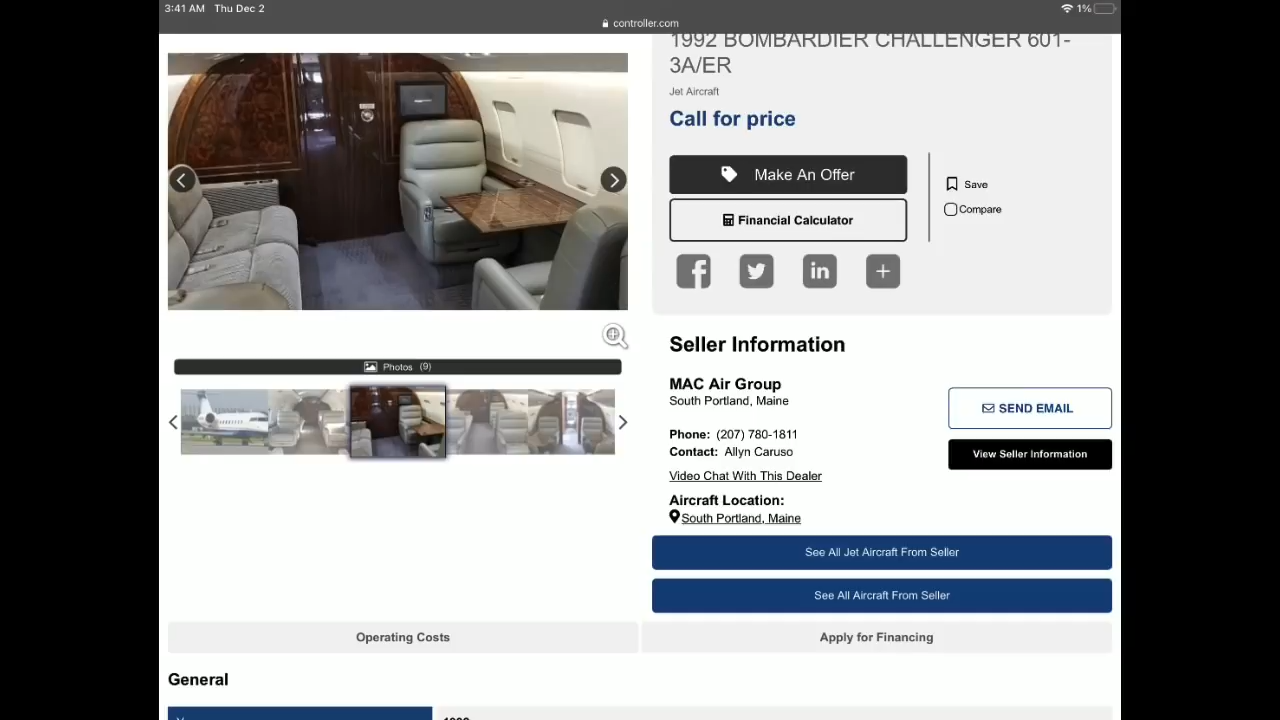 3:41 AM Thu Dec 2
1%
controller.com
1992 BOMBARDIER CHALLENGER 601-
3A/ER
Jet Aircraft
Call for price
Make An Offer
Save
Compare
Financial Calculator
Photos (9)
Seller Information
MAC Air Group
South Portland, Maine
SEND EMAIL
Phone: (207) 780-1811
Contact: Allyn Caruso
View Seller Information
Video Chat With This Dealer
Aircraft Location:
South Portland, Maine
See All Jet Aircraft From Seller
See All Aircraft From Seller
Operating Costs
Apply for Financing
General